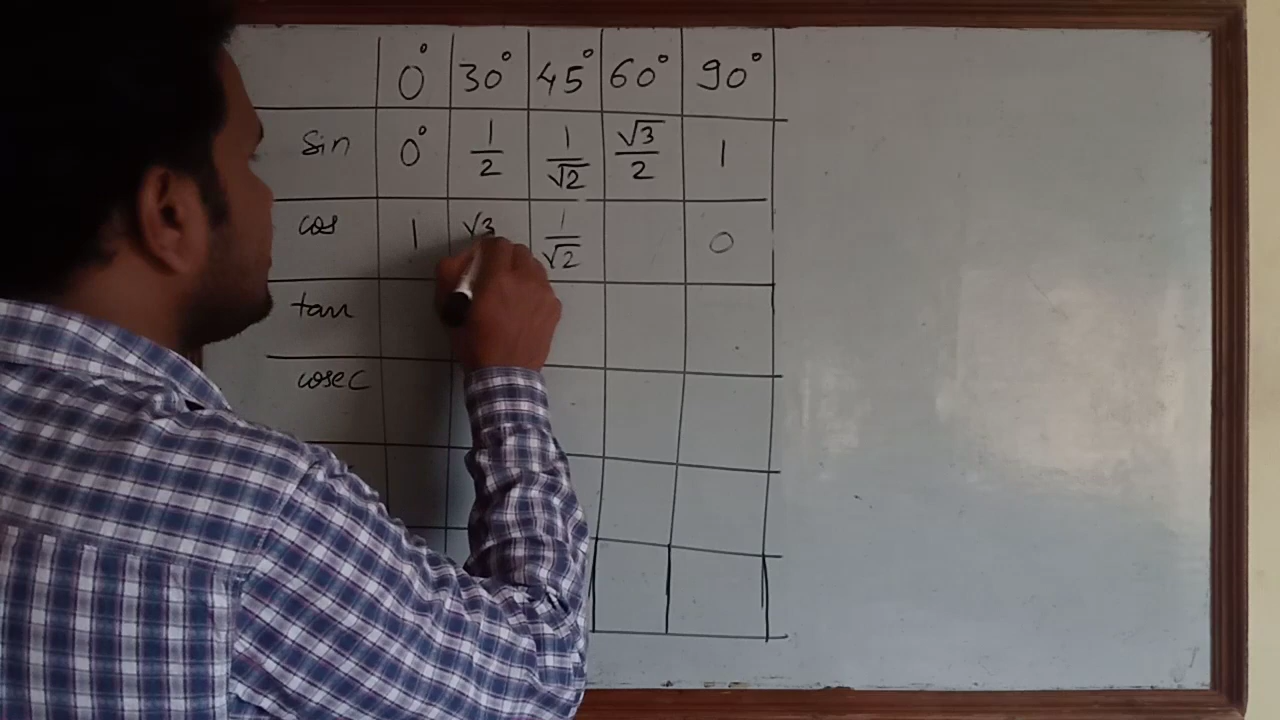 0° 30° 45° 60° 90°
Sin 0° 1/2 1/√2 √3/2 1
cos 1 √3 1/√2 0
tan
cosec